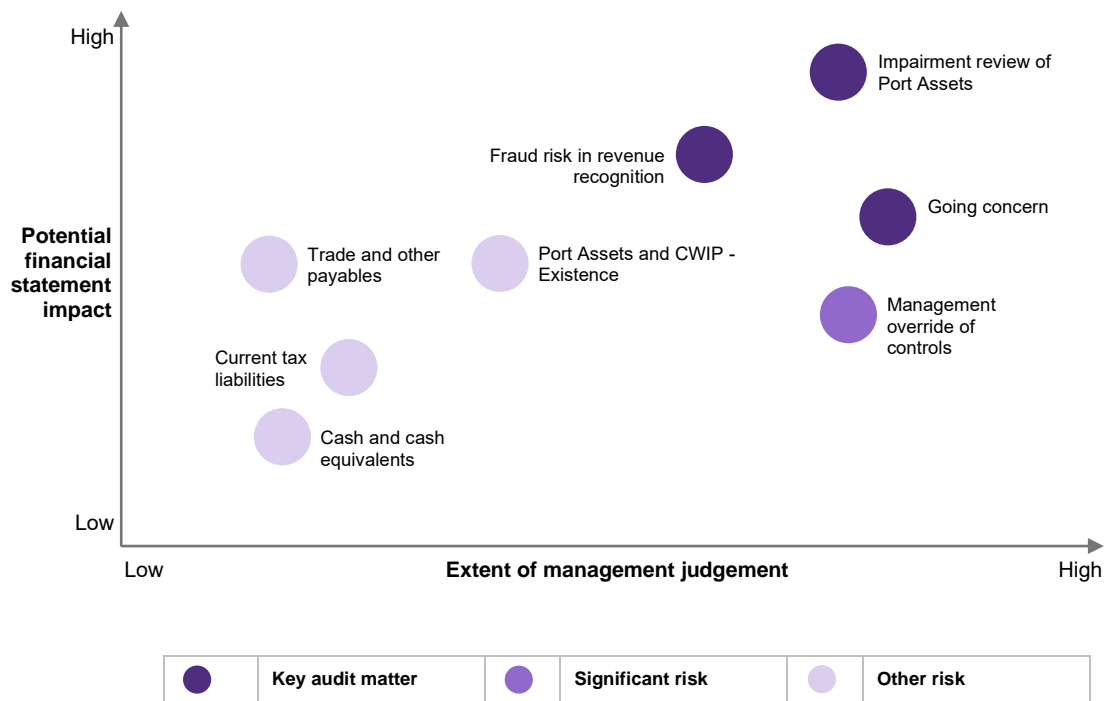 High
Impairment review of
Port Assets
Fraud risk in revenue
recognition
Going concern
Potential
financial
statement
impact
Trade and other
payables
Port Assets and CWIP -
Existence
Management
override of
controls
Current tax
liabilities
Cash and cash
equivalents
Low
Low
Extent of management judgement
High
Key audit matter
Significant risk
Other risk